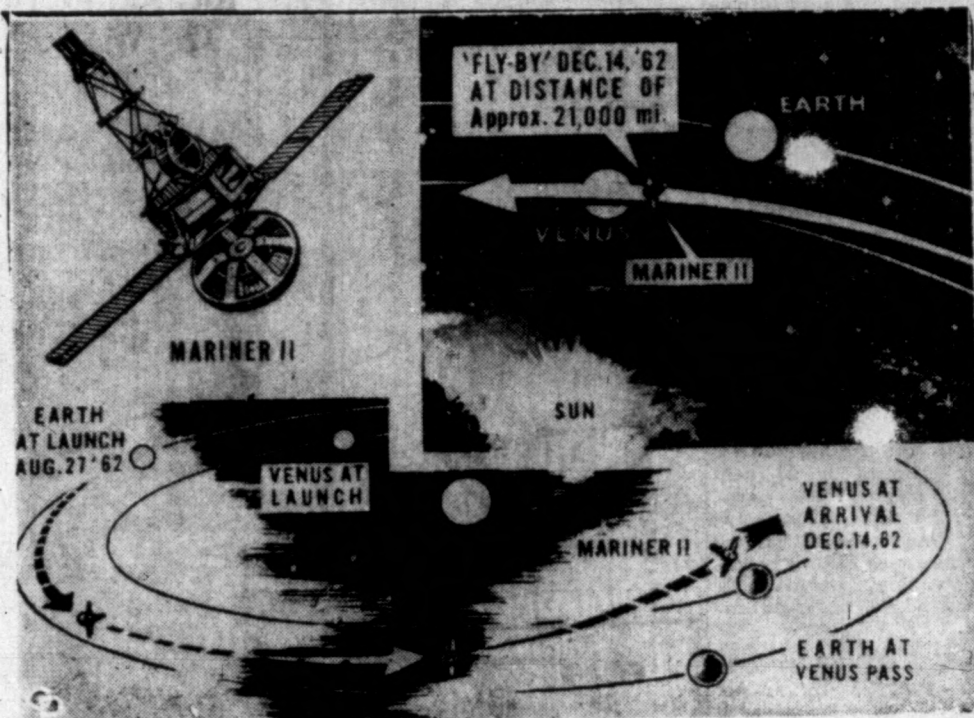 'FLY-BY' DEC.14,'62
AT DISTANCE OF
Approx. 21,000 mi.
EARTH
VENUS
MARINER II
MARINER II
SUN
EARTH
AT LAUNCH
AUG.27'62
VENUS AT
LAUNCH
MARINER II
VENUS AT
ARRIVAL
DEC.14,62
EARTH AT
VENUS PASS